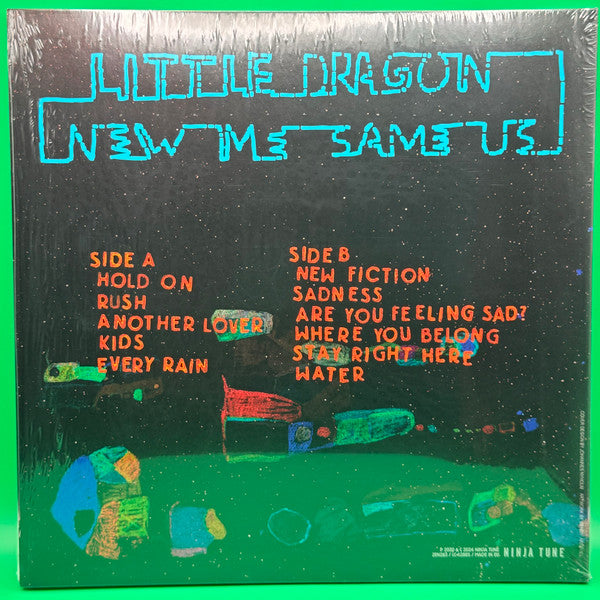 LITTLE DRAGON
NEW ME SAME US
SIDE A
HOLD ON
RUSH
ANOTHER LOVER
KIDS
EVERY RAIN
SIDE B
NEW FICTION
SADNESS
ARE YOU FEELING SAD?
WHERE YOU BELONG
STAY RIGHT HERE
WATER
NINJA TUNE